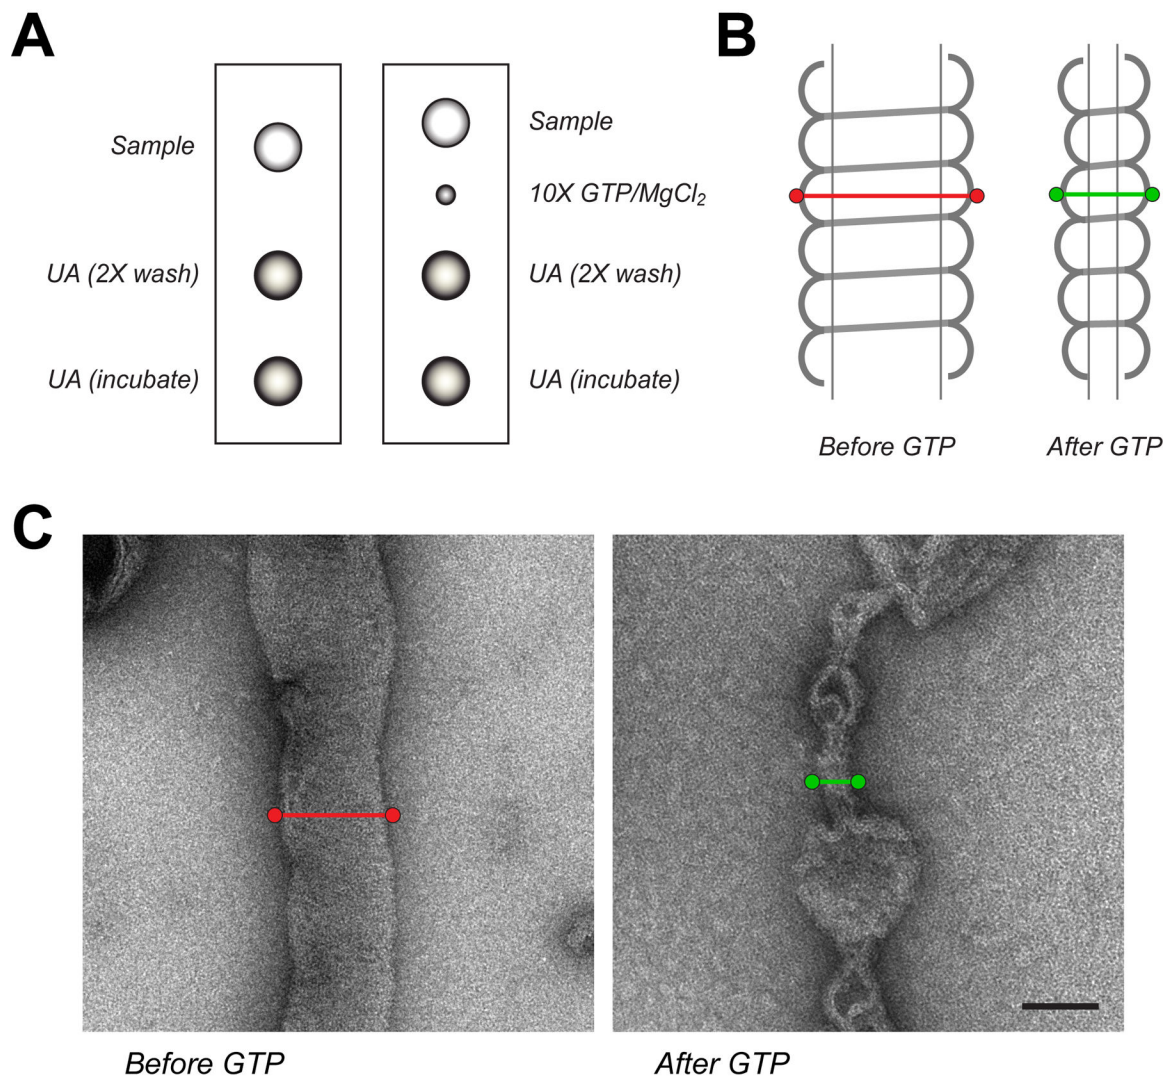 A
B
Sample
Sample
10X GTP/MgCl₂
UA (2X wash)
UA (2X wash)
UA (incubate)
UA (incubate)
Before GTP
After GTP
C
Before GTP
After GTP